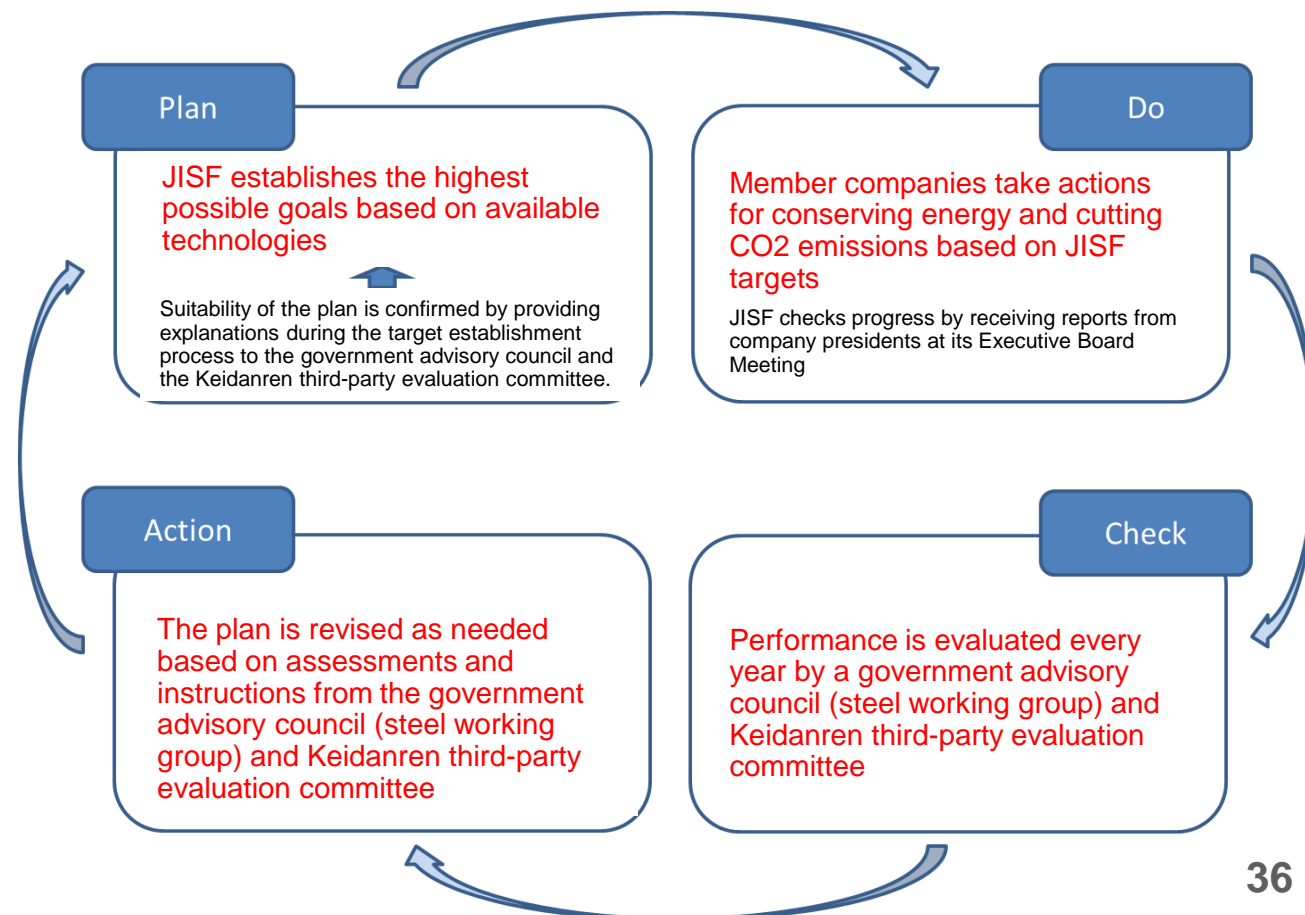 Plan
JISF establishes the highest
possible goals based on available
technologies
Suitability of the plan is confirmed by providing
explanations during the target establishment
process to the government advisory council and
the Keidanren third-party evaluation committee.
Do
Member companies take actions
for conserving energy and cutting
CO2 emissions based on JISF
targets
JISF checks progress by receiving reports from
company presidents at its Executive Board
Meeting
Action
The plan is revised as needed
based on assessments and
instructions from the government
advisory council (steel working
group) and Keidanren third-party
evaluation committee
Check
Performance is evaluated every
year by a government advisory
council (steel working group) and
Keidanren third-party evaluation
committee
36